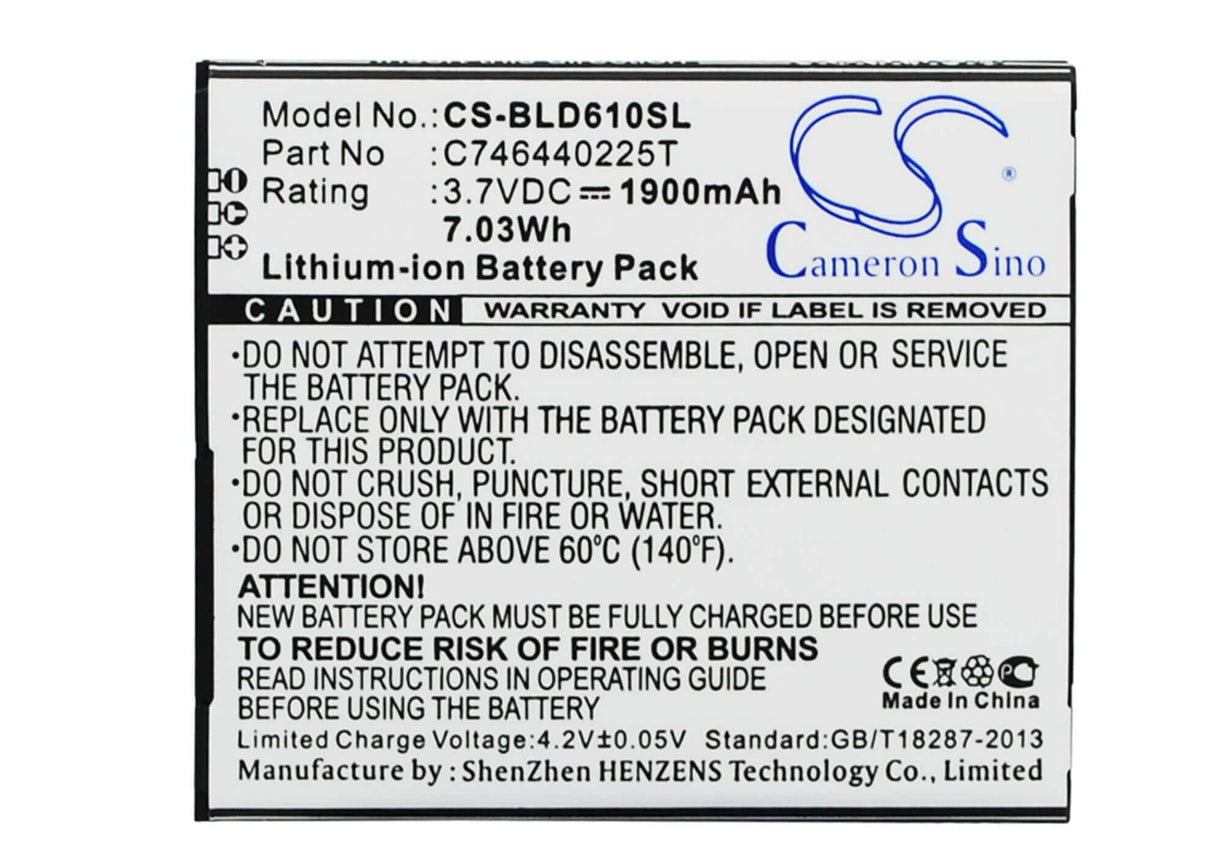 Model No.:CS-BLD610SL
Part No :C746440225T
Rating :3.7VDC 1900mAh
7.03Wh
Lithium-ion Battery Pack
CS
®
Cameron Sino
CAUTION WARRANTY VOID IF LABEL IS REMOVED
•DO NOT ATTEMPT TO DISASSEMBLE, OPEN OR SERVICE
THE BATTERY PACK.
•REPLACE ONLY WITH THE BATTERY PACK DESIGNATED
FOR THIS PRODUCT.
•DO NOT CRUSH, PUNCTURE, SHORT EXTERNAL CONTACTS
OR DISPOSE OF IN FIRE OR WATER.
•DO NOT STORE ABOVE 60°C (140°F).
ATTENTION!
NEW BATTERY PACK MUST BE FULLY CHARGED BEFORE USE
TO REDUCE RISK OF FIRE OR BURNS
READ INSTRUCTIONS IN OPERATING GUIDE
BEFORE USING THE BATTERY
CE
Made In China
Limited Charge Voltage:4.2V±0.05V Standard:GB/T18287-2013
Manufacture by : ShenZhen HENZENS Technology Co., Limited